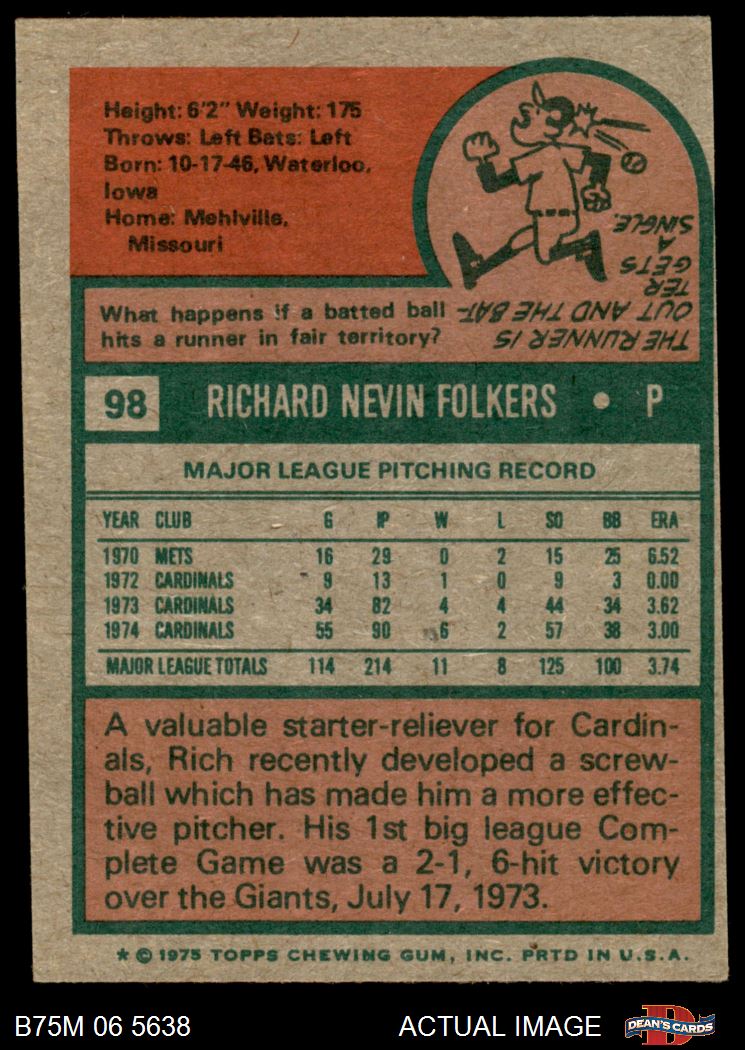 Height: 6'2" Weight: 175
Throws: Left Bats: Left
Born: 10-17-46, Waterloo,
Iowa
Home: Mehlville,
Missouri
What happens if a batted ball
hits a runner in fair territory?
THE RUNNER IS
OUT AND THE BAT-
TER
GETS
A
SINGLE.
98 RICHARD NEVIN FOLKERS • P
MAJOR LEAGUE PITCHING RECORD
YEAR CLUB G IP W L SO BB ERA
1970 METS 16 29 0 2 15 25 6.52
1972 CARDINALS 9 13 1 0 9 3 0.00
1973 CARDINALS 34 82 4 4 44 34 3.62
1974 CARDINALS 55 90 6 2 57 38 3.00
MAJOR LEAGUE TOTALS 114 214 11 8 125 100 3.74
A valuable starter-reliever for Cardin-
als, Rich recently developed a screw-
ball which has made him a more effec-
tive pitcher. His 1st big league Com-
plete Game was a 2-1, 6-hit victory
over the Giants, July 17, 1973.
* © 1975 TOPPS CHEWING GUM, INC. PRTD IN U.S.A.
B75M 06 5638 ACTUAL IMAGE D DEAN'S CARDS